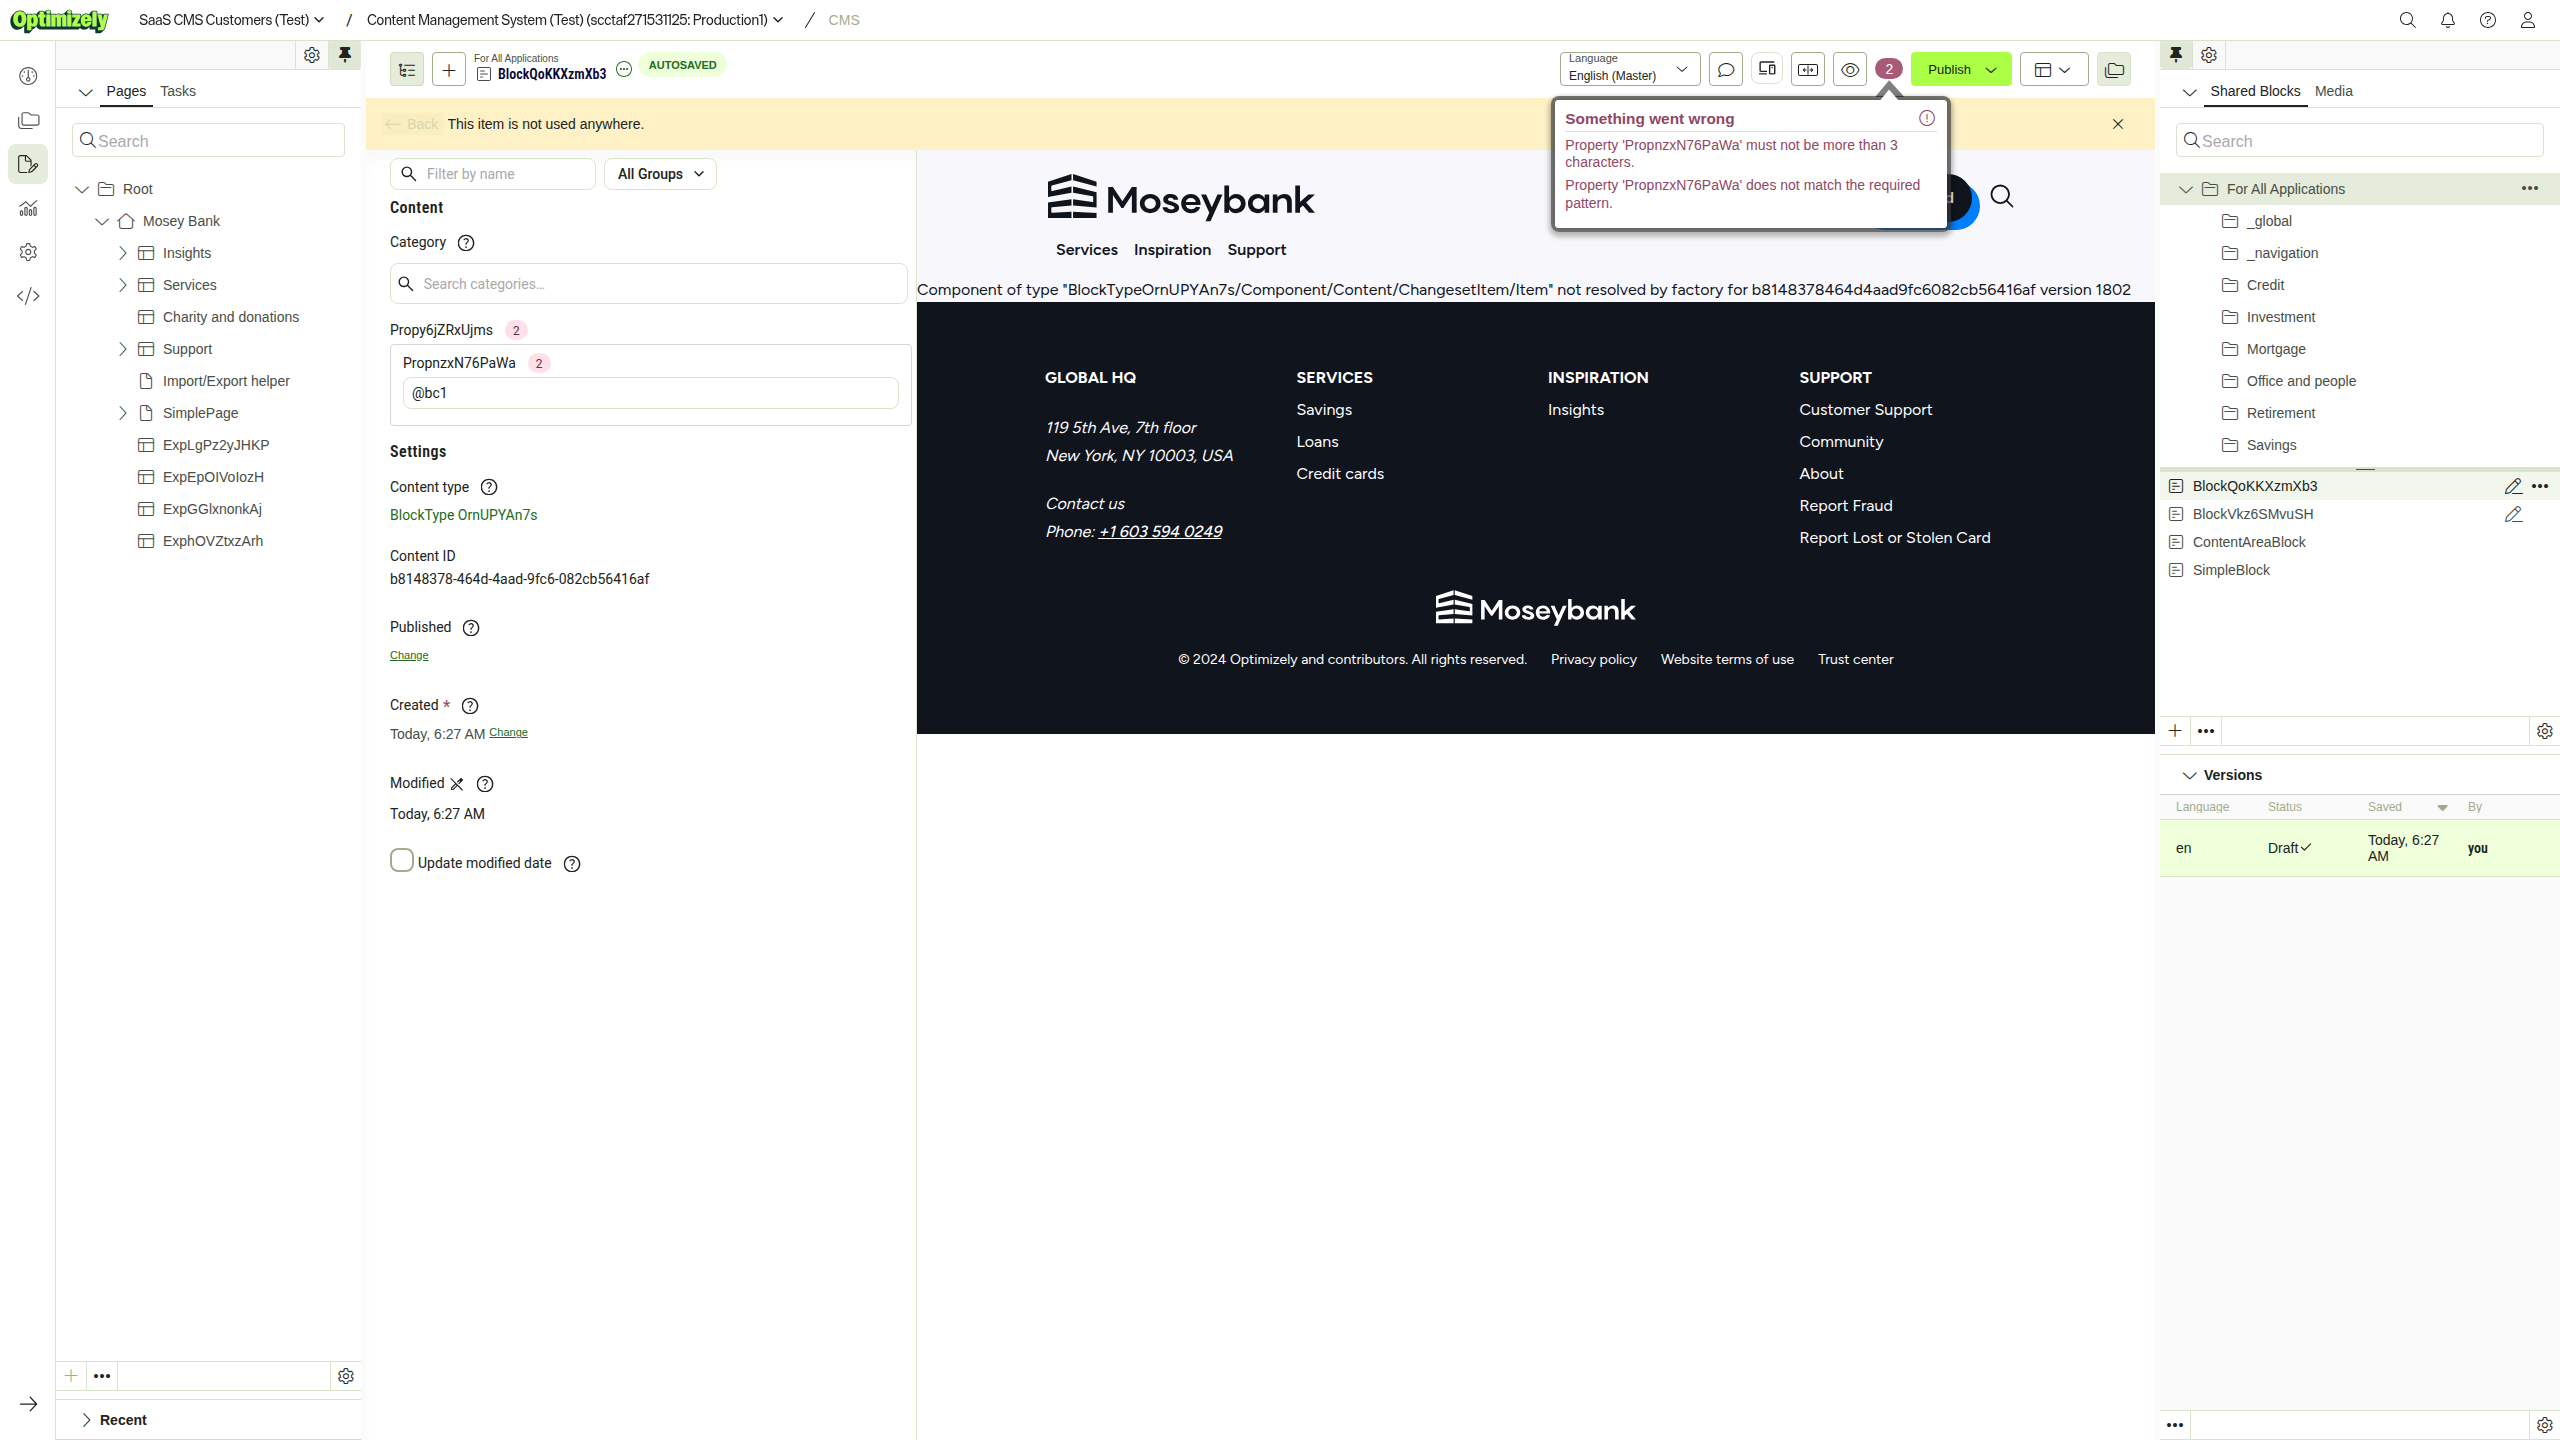 Optimizely
SaaS CMS Customers (Test) / Content Management System (Test) (scctaf271531125: Production1) / CMS
Pages Tasks
Search
Root
Mosey Bank
Insights
Services
Charity and donations
Support
Import/Export helper
SimplePage
ExpLgPz2yJHKP
ExpEpOIVoIozH
ExpGGlxnonkAj
ExphOVZtxzArh
Recent
For All Applications
BlockQoKKXzmXb3
AUTOSAVED
Language
English (Master)
2
Publish
Back This item is not used anywhere.
Something went wrong
Property 'PropnzxN76PaWa' must not be more than 3
characters.
Property 'PropnzxN76PaWa' does not match the required
pattern.
Filter by name All Groups
Content
Category
Search categories...
Propy6jZRxUjms 2
PropnzxN76PaWa 2
@bc1
Settings
Content type
BlockType OrnUPYAn7s
Content ID
b8148378-464d-4aad-9fc6-082cb56416af
Published
Change
Created *
Today, 6:27 AM Change
Modified
Today, 6:27 AM
Update modified date
Moseybank
d
Services Inspiration Support
Component of type "BlockTypeOrnUPYAn7s/Component/Content/ChangesetItem/Item" not resolved by factory for b8148378464d4aad9fc6082cb56416af version 1802
GLOBAL HQ
119 5th Ave, 7th floor
New York, NY 10003, USA
Contact us
Phone: +1 603 594 0249
SERVICES
Savings
Loans
Credit cards
INSPIRATION
Insights
SUPPORT
Customer Support
Community
About
Report Fraud
Report Lost or Stolen Card
Moseybank
© 2024 Optimizely and contributors. All rights reserved. Privacy policy Website terms of use Trust center
Shared Blocks Media
Search
For All Applications
_global
_navigation
Credit
Investment
Mortgage
Office and people
Retirement
Savings
BlockQoKKXzmXb3
BlockVkz6SMvuSH
ContentAreaBlock
SimpleBlock
Versions
Language Status Saved By
en Draft Today, 6:27 you
AM